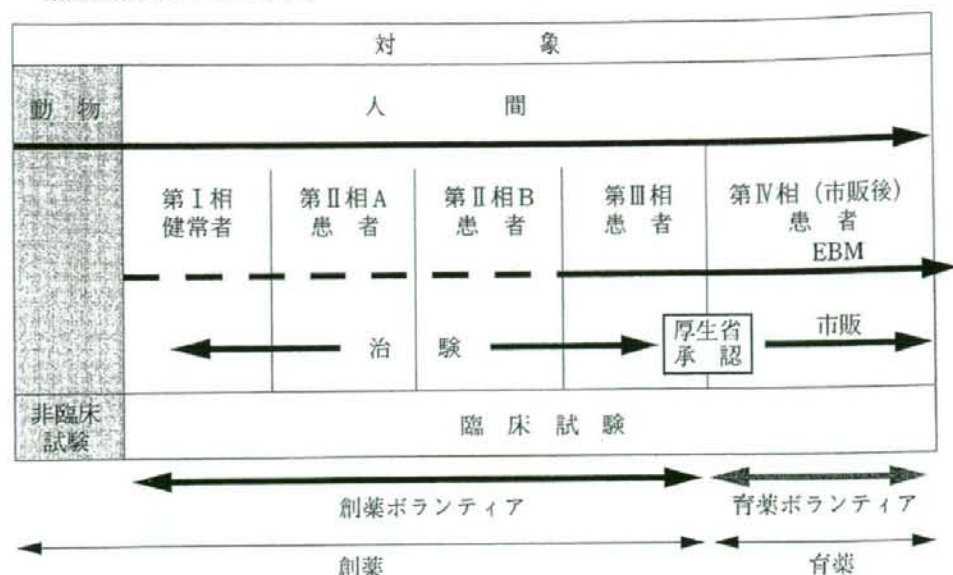 対象
動物
人間
第Ⅰ相
健常者
第Ⅱ相A
患者
第Ⅱ相B
患者
第Ⅲ相
患者
第Ⅳ相(市販後)
患者
EBM
治験
厚生省
承認
市販
非臨床
試験
臨床試験
創薬ボランティア
育薬ボランティア
創薬
育薬